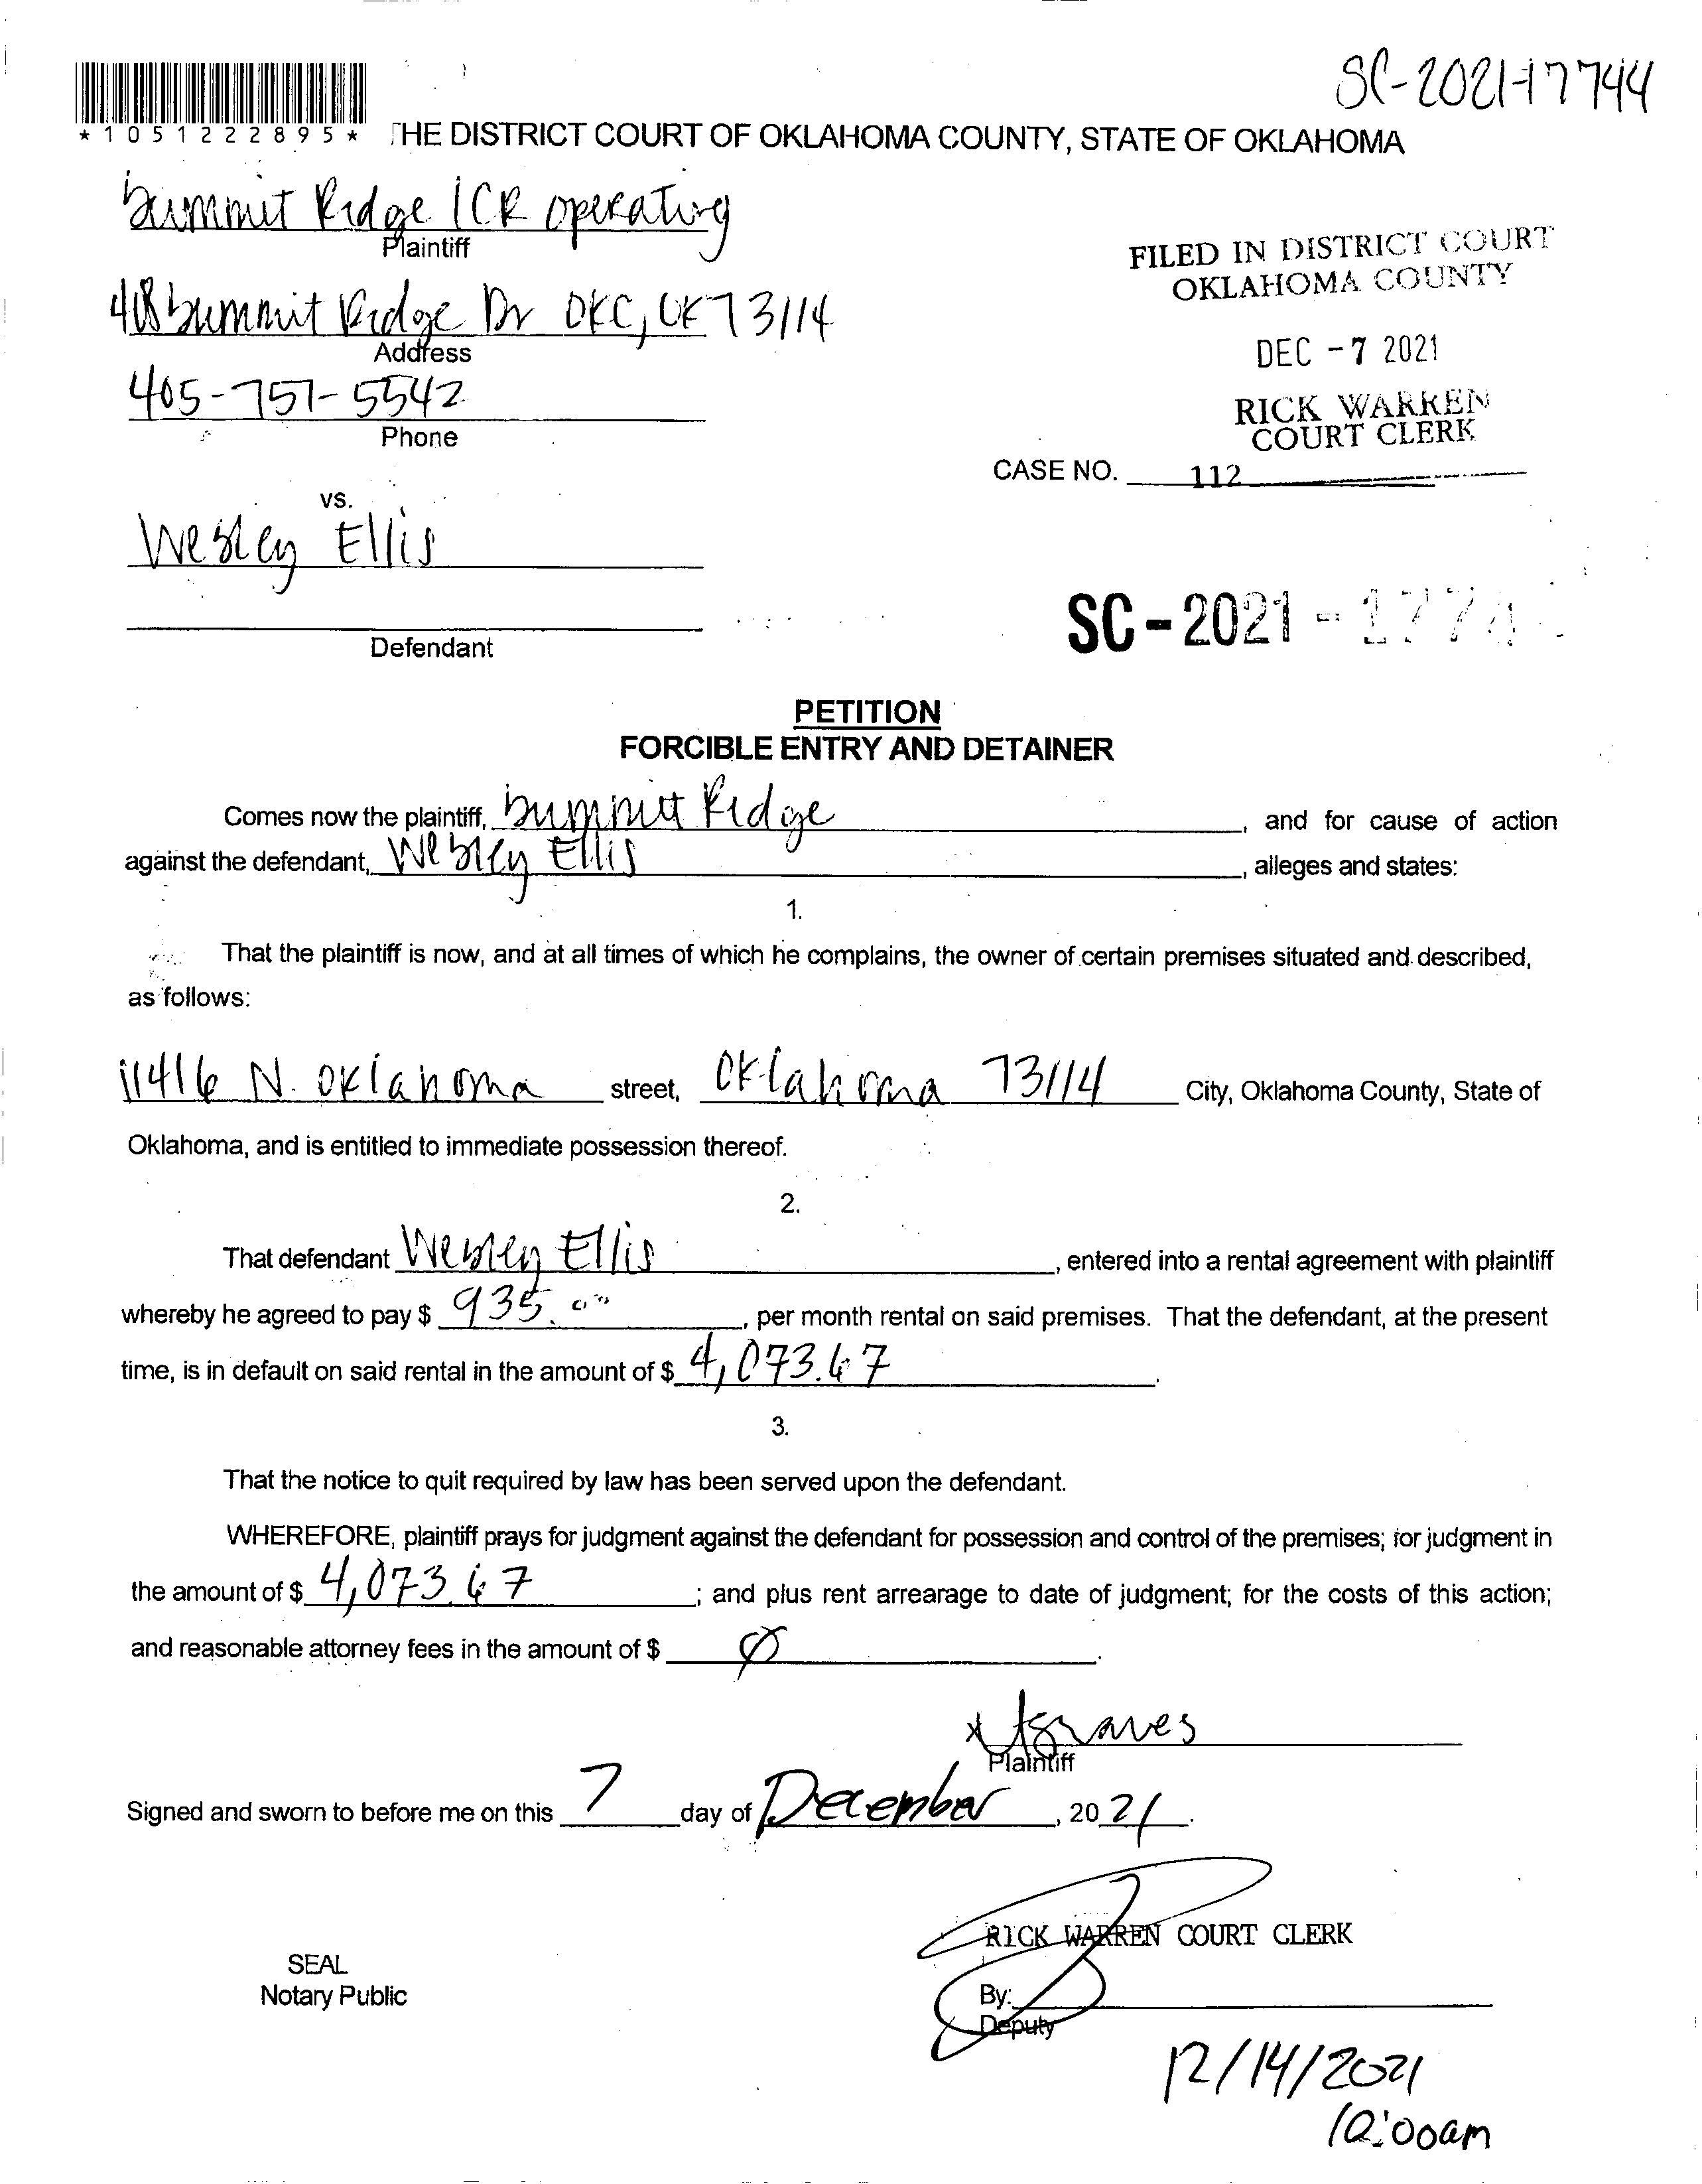 SC-2021-17744
*1051222895*
THE DISTRICT COURT OF OKLAHOMA COUNTY, STATE OF OKLAHOMA
Summit Ridge ICR operating
Plaintiff
FILED IN DISTRICT COURT
OKLAHOMA COUNTY
418 Summit Ridge Dr OKC, OK 73114
Address
DEC -7 2021
405-757-5542
Phone
RICK WARREN
COURT CLERK
CASE NO. 112
vs.
Wesley Ellis
Defendant
SC-2021-1774
PETITION
FORCIBLE ENTRY AND DETAINER
Comes now the plaintiff, Summit Ridge, and for cause of action
against the defendant, Wesley Ellis, alleges and states:
1.
That the plaintiff is now, and at all times of which he complains, the owner of certain premises situated and described,
as follows:
11416 N. Oklahoma street, Oklahoma 73114 City, Oklahoma County, State of
Oklahoma, and is entitled to immediate possession thereof.
2.
That defendant Wesley Ellis, entered into a rental agreement with plaintiff
whereby he agreed to pay $ 935.00, per month rental on said premises. That the defendant, at the present
time, is in default on said rental in the amount of $ 4,073.67.
3.
That the notice to quit required by law has been served upon the defendant.
WHEREFORE, plaintiff prays for judgment against the defendant for possession and control of the premises; for judgment in
the amount of $ 4,073.67; and plus rent arrearage to date of judgment; for the costs of this action;
and reasonable attorney fees in the amount of $ Ø.
x Graves
Plaintiff
Signed and sworn to before me on this 7 day of December, 2021.
RICK WARREN COURT CLERK
SEAL
Notary Public
By:
Deputy
12/14/2021
10:00am